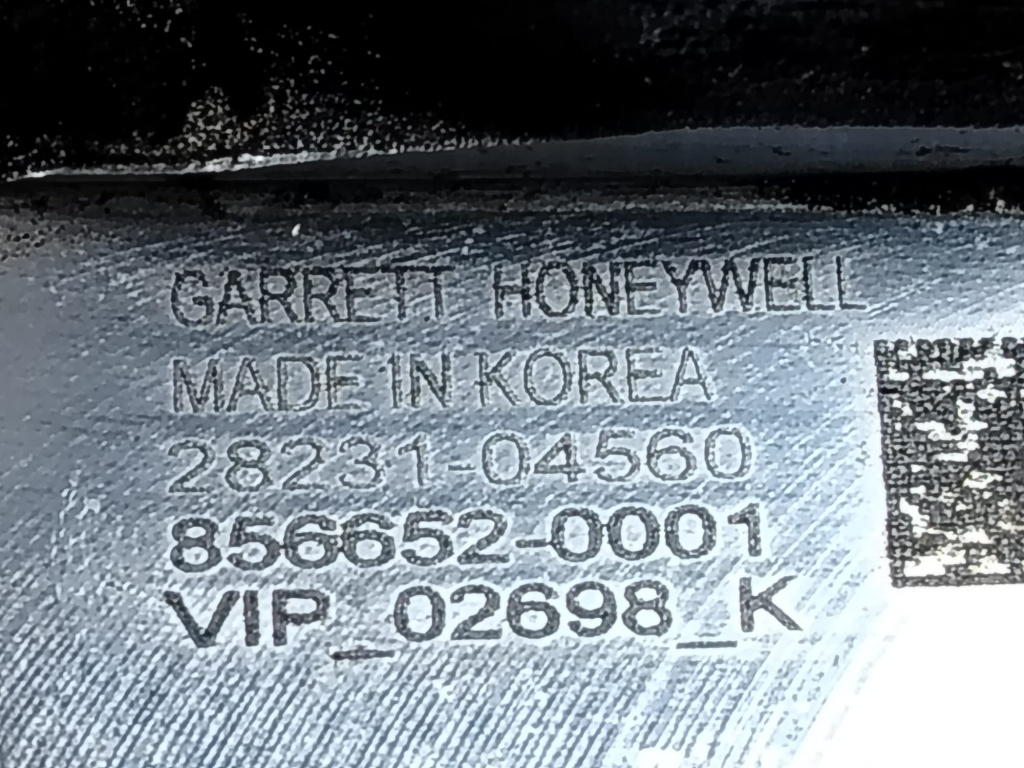 GARRETT HONEYWELL
MADE IN KOREA
28231-04560
856652-0001
VIP_02698_K